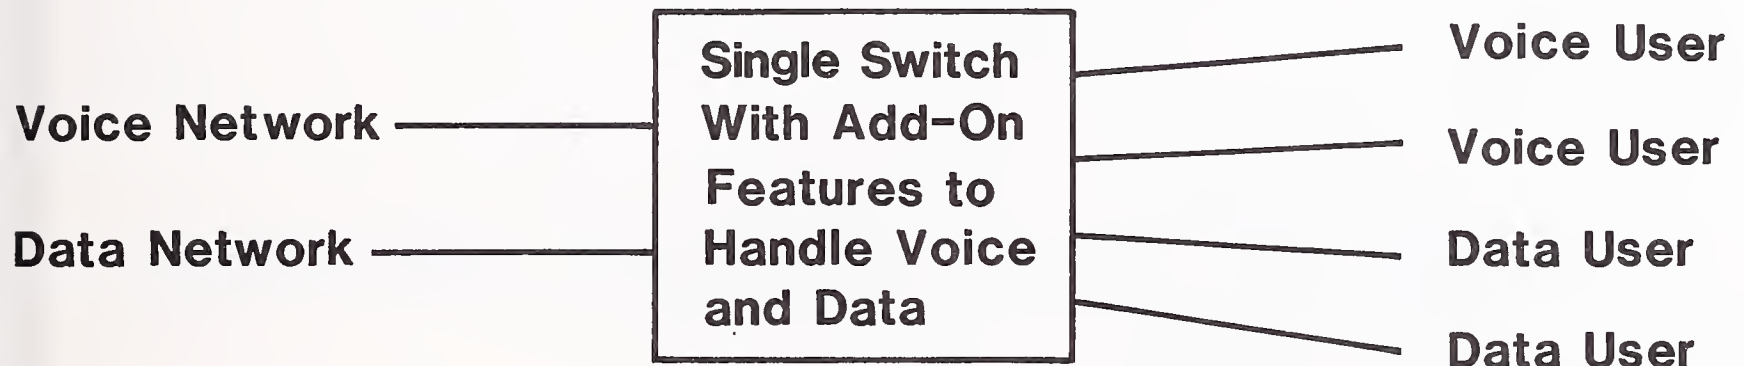 Voice Network
Data Network
Single Switch
With Add-On
Features to
Handle Voice
and Data
Voice User
Voice User
Data User
Data User